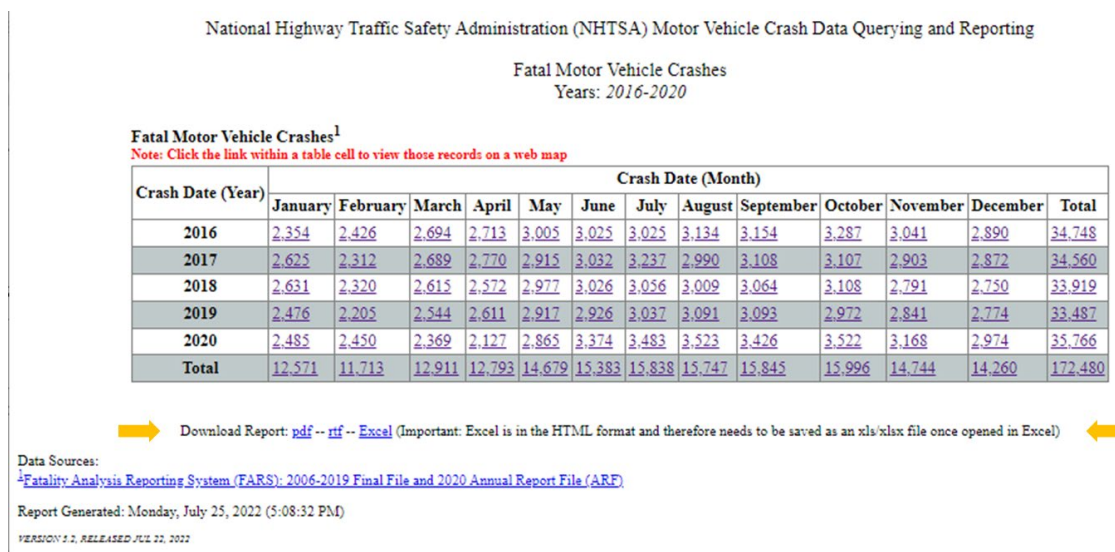 National Highway Traffic Safety Administration (NHTSA) Motor Vehicle Crash Data Querying and Reporting
Fatal Motor Vehicle Crashes
Years: 2016-2020
Fatal Motor Vehicle Crashes1
Note: Click the link within a table cell to view those records on a web map
Crash Date (Year) Crash Date (Month)
January February March April May June July August September October November December Total
2016 2,354 2,426 2,694 2,713 3,005 3,025 3,025 3,134 3,154 3,287 3,041 2,890 34,748
2017 2,625 2,312 2,689 2,770 2,915 3,032 3,237 2,990 3,108 3,107 2,903 2,872 34,560
2018 2,631 2,320 2,615 2,572 2,977 3,026 3,056 3,009 3,064 3,108 2,791 2,750 33,919
2019 2,476 2,205 2,544 2,611 2,917 2,926 3,037 3,091 3,093 2,972 2,841 2,774 33,487
2020 2,485 2,450 2,369 2,127 2,865 3,374 3,483 3,523 3,426 3,522 3,168 2,974 35,766
Total 12,571 11,713 12,911 12,793 14,679 15,383 15,838 15,747 15,845 15,996 14,744 14,260 172,480
Download Report: pdf -- rtf -- Excel (Important: Excel is in the HTML format and therefore needs to be saved as an xls/xlsx file once opened in Excel)
Data Sources:
1Fatality Analysis Reporting System (FARS): 2006-2019 Final File and 2020 Annual Report File (ARF)
Report Generated: Monday, July 25, 2022 (5:08:32 PM)
VERSION 5.2, RELEASED JUL 22, 2022